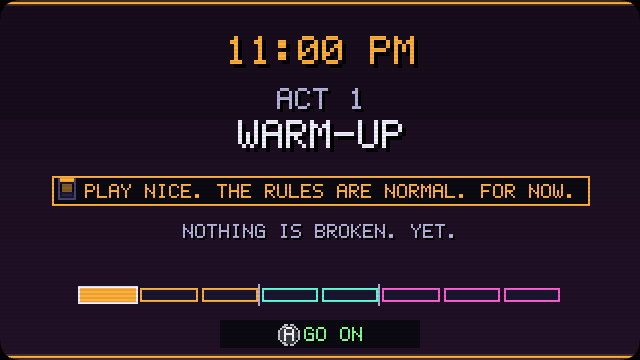 11:00 PM
ACT 1
WARM-UP
PLAY NICE. THE RULES ARE NORMAL. FOR NOW.
NOTHING IS BROKEN. YET.
A GO ON